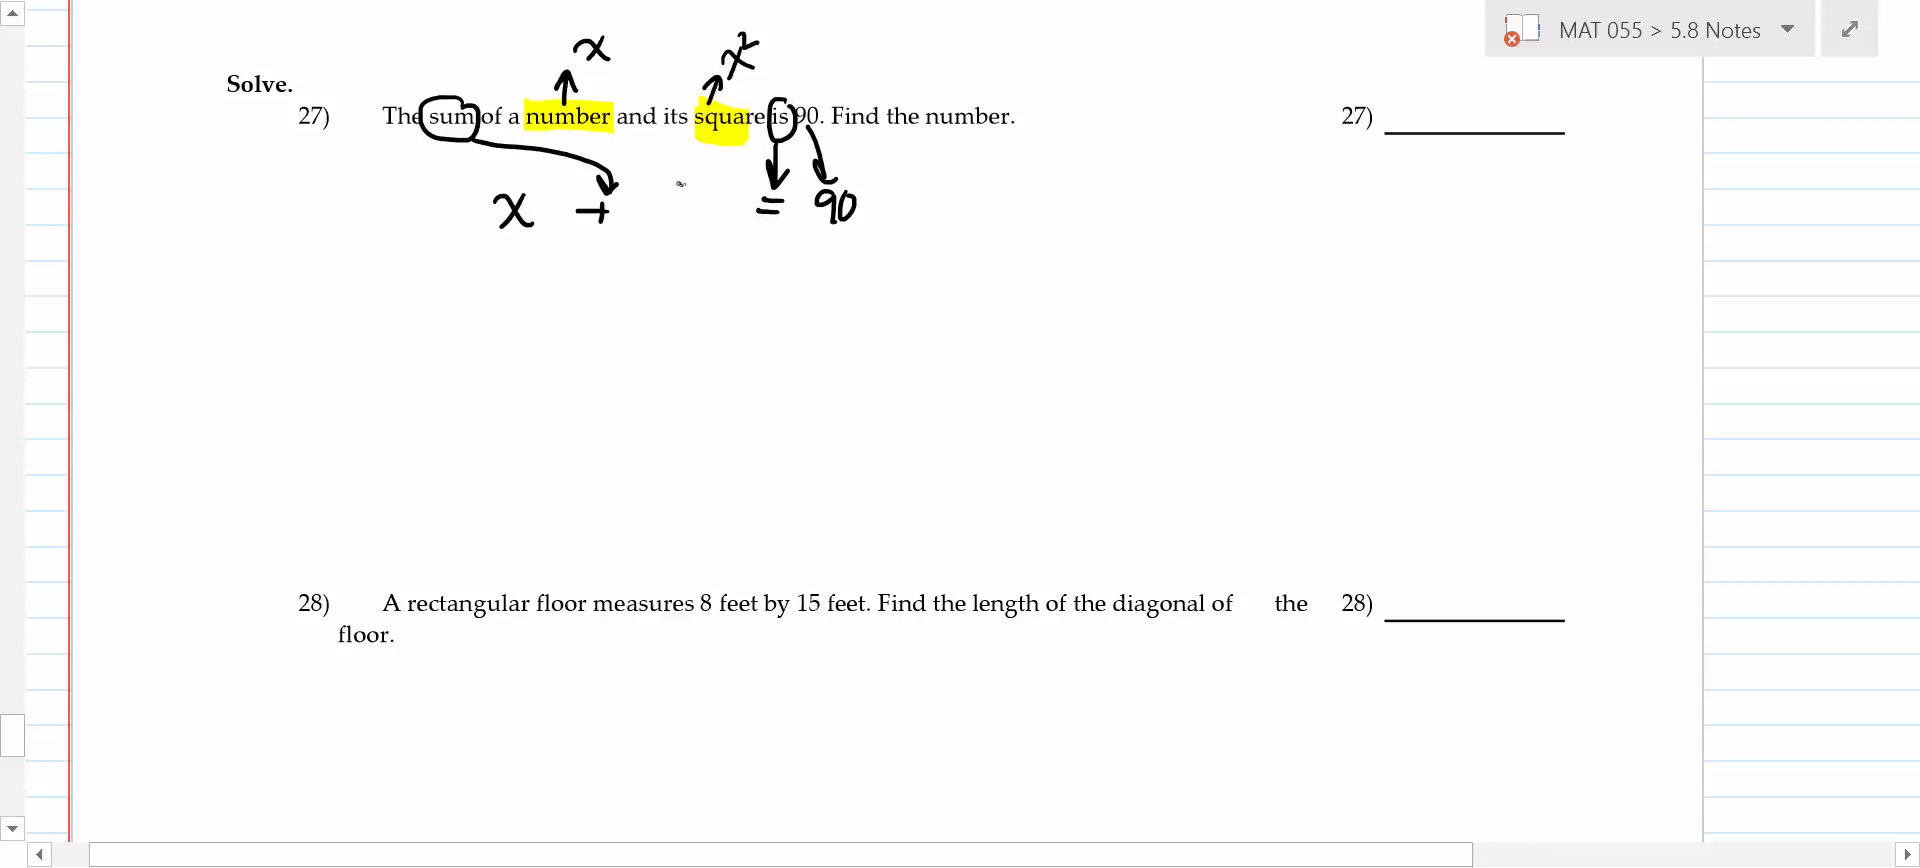 MAT 055 > 5.8 Notes
x x²
Solve.
27) The sum of a number and its square is 90. Find the number. 27)
x + = 90
28) A rectangular floor measures 8 feet by 15 feet. Find the length of the diagonal of the 28)
floor.